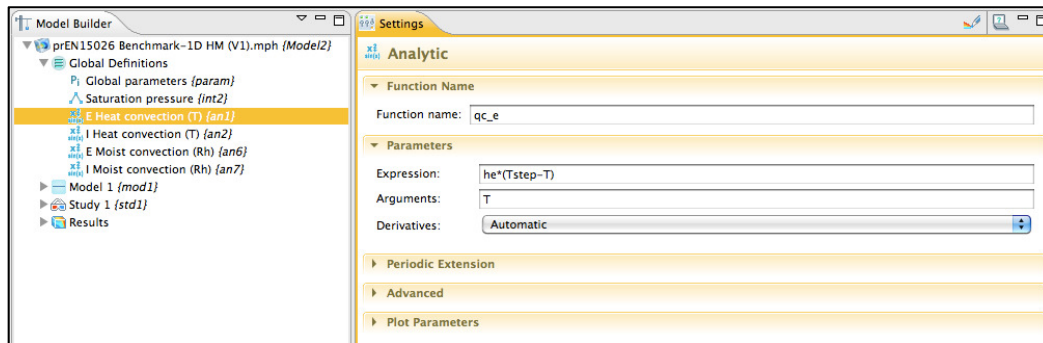 Model Builder
prEN15026 Benchmark-1D HM (V1).mph {Model2}
Global Definitions
Pi Global parameters {param}
Saturation pressure {int2}
E Heat convection (T) {an1}
I Heat convection (T) {an2}
E Moist convection (Rh) {an6}
I Moist convection (Rh) {an7}
Model 1 {mod1}
Study 1 {std1}
Results
Settings
Analytic
Function Name
Function name: qc_e
Parameters
Expression: he*(Tstep-T)
Arguments: T
Derivatives: Automatic
Periodic Extension
Advanced
Plot Parameters